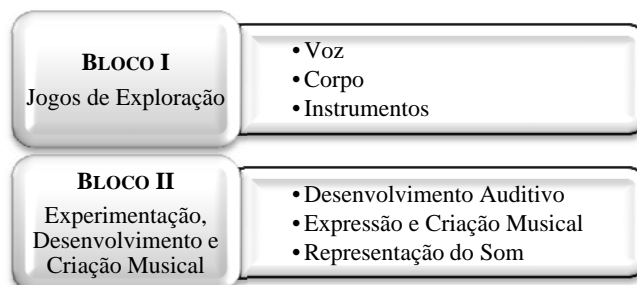 BLOCO I
Jogos de Exploração
• Voz
• Corpo
• Instrumentos
BLOCO II
Experimentação,
Desenvolvimento e
Criação Musical
• Desenvolvimento Auditivo
• Expressão e Criação Musical
• Representação do Som